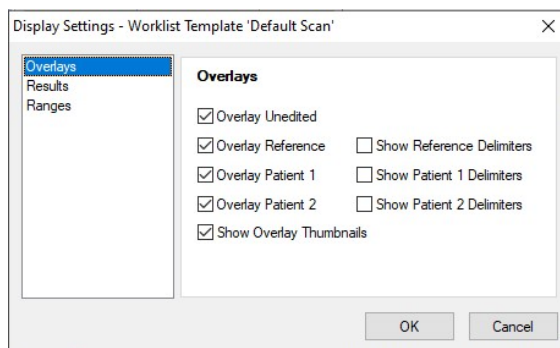 Display Settings - Worklist Template 'Default Scan'
Overlays
Results
Ranges
Overlays
Overlay Unedited
Overlay Reference
Show Reference Delimiters
Overlay Patient 1
Show Patient 1 Delimiters
Overlay Patient 2
Show Patient 2 Delimiters
Show Overlay Thumbnails
OK
Cancel